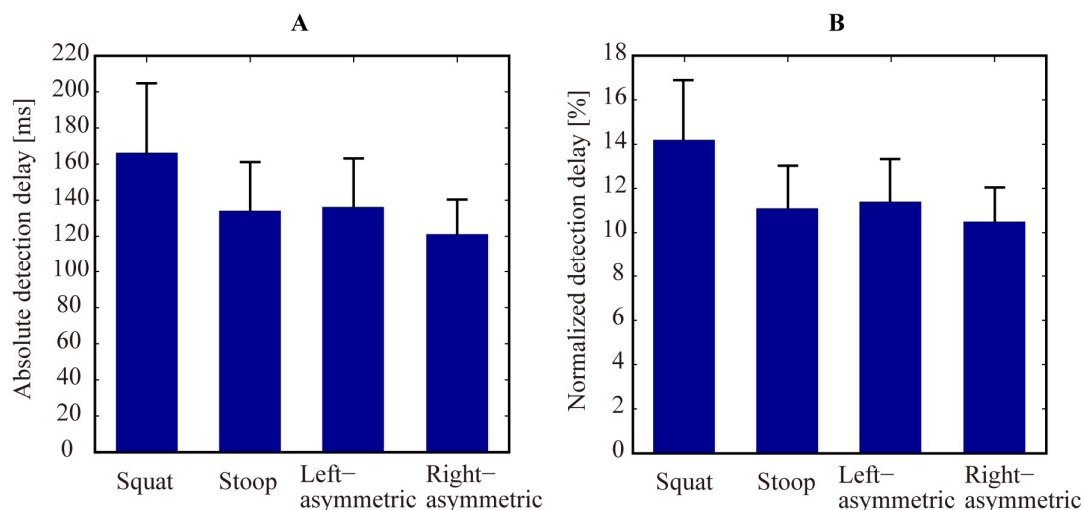 A
Absolute detection delay [ms]
220
200
180
160
140
120
100
80
60
40
20
0
Squat
Stoop
Left−
asymmetric
Right−
asymmetric
B
Normalized detection delay [%]
18
16
14
12
10
8
6
4
2
0
Squat
Stoop
Left−
asymmetric
Right−
asymmetric